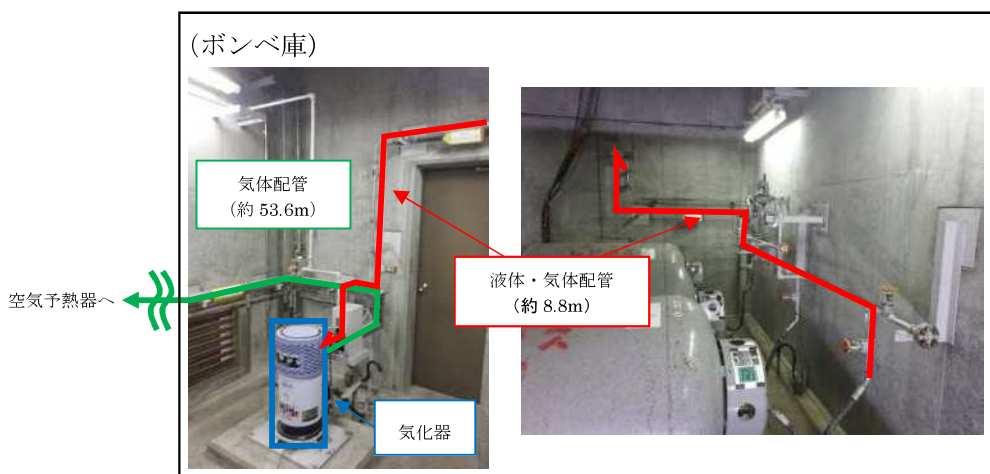 (ボンベ庫)
気体配管
(約 53.6m)
液体・気体配管
(約 8.8m)
空気予熱器へ
気化器